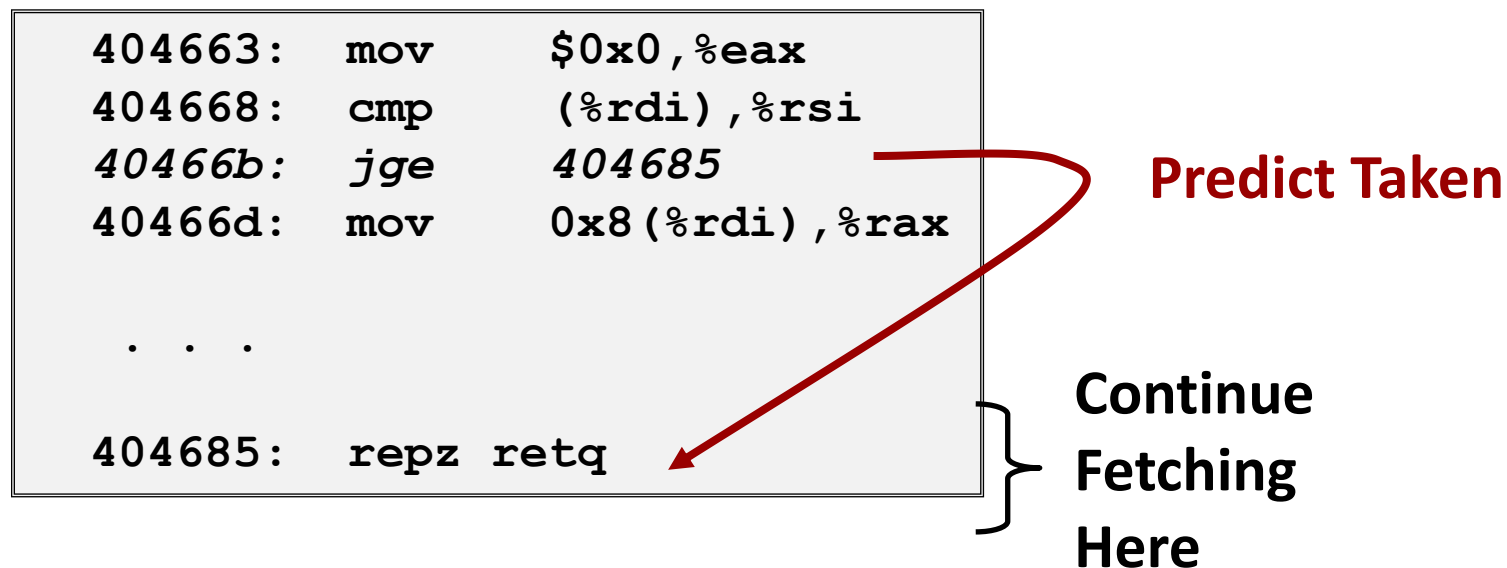 404663: mov $0x0,%eax
404668: cmp (%rdi),%rsi
40466b: jge 404685
40466d: mov 0x8(%rdi),%rax
. . .
404685: repz retq
Predict Taken
Continue
Fetching
Here